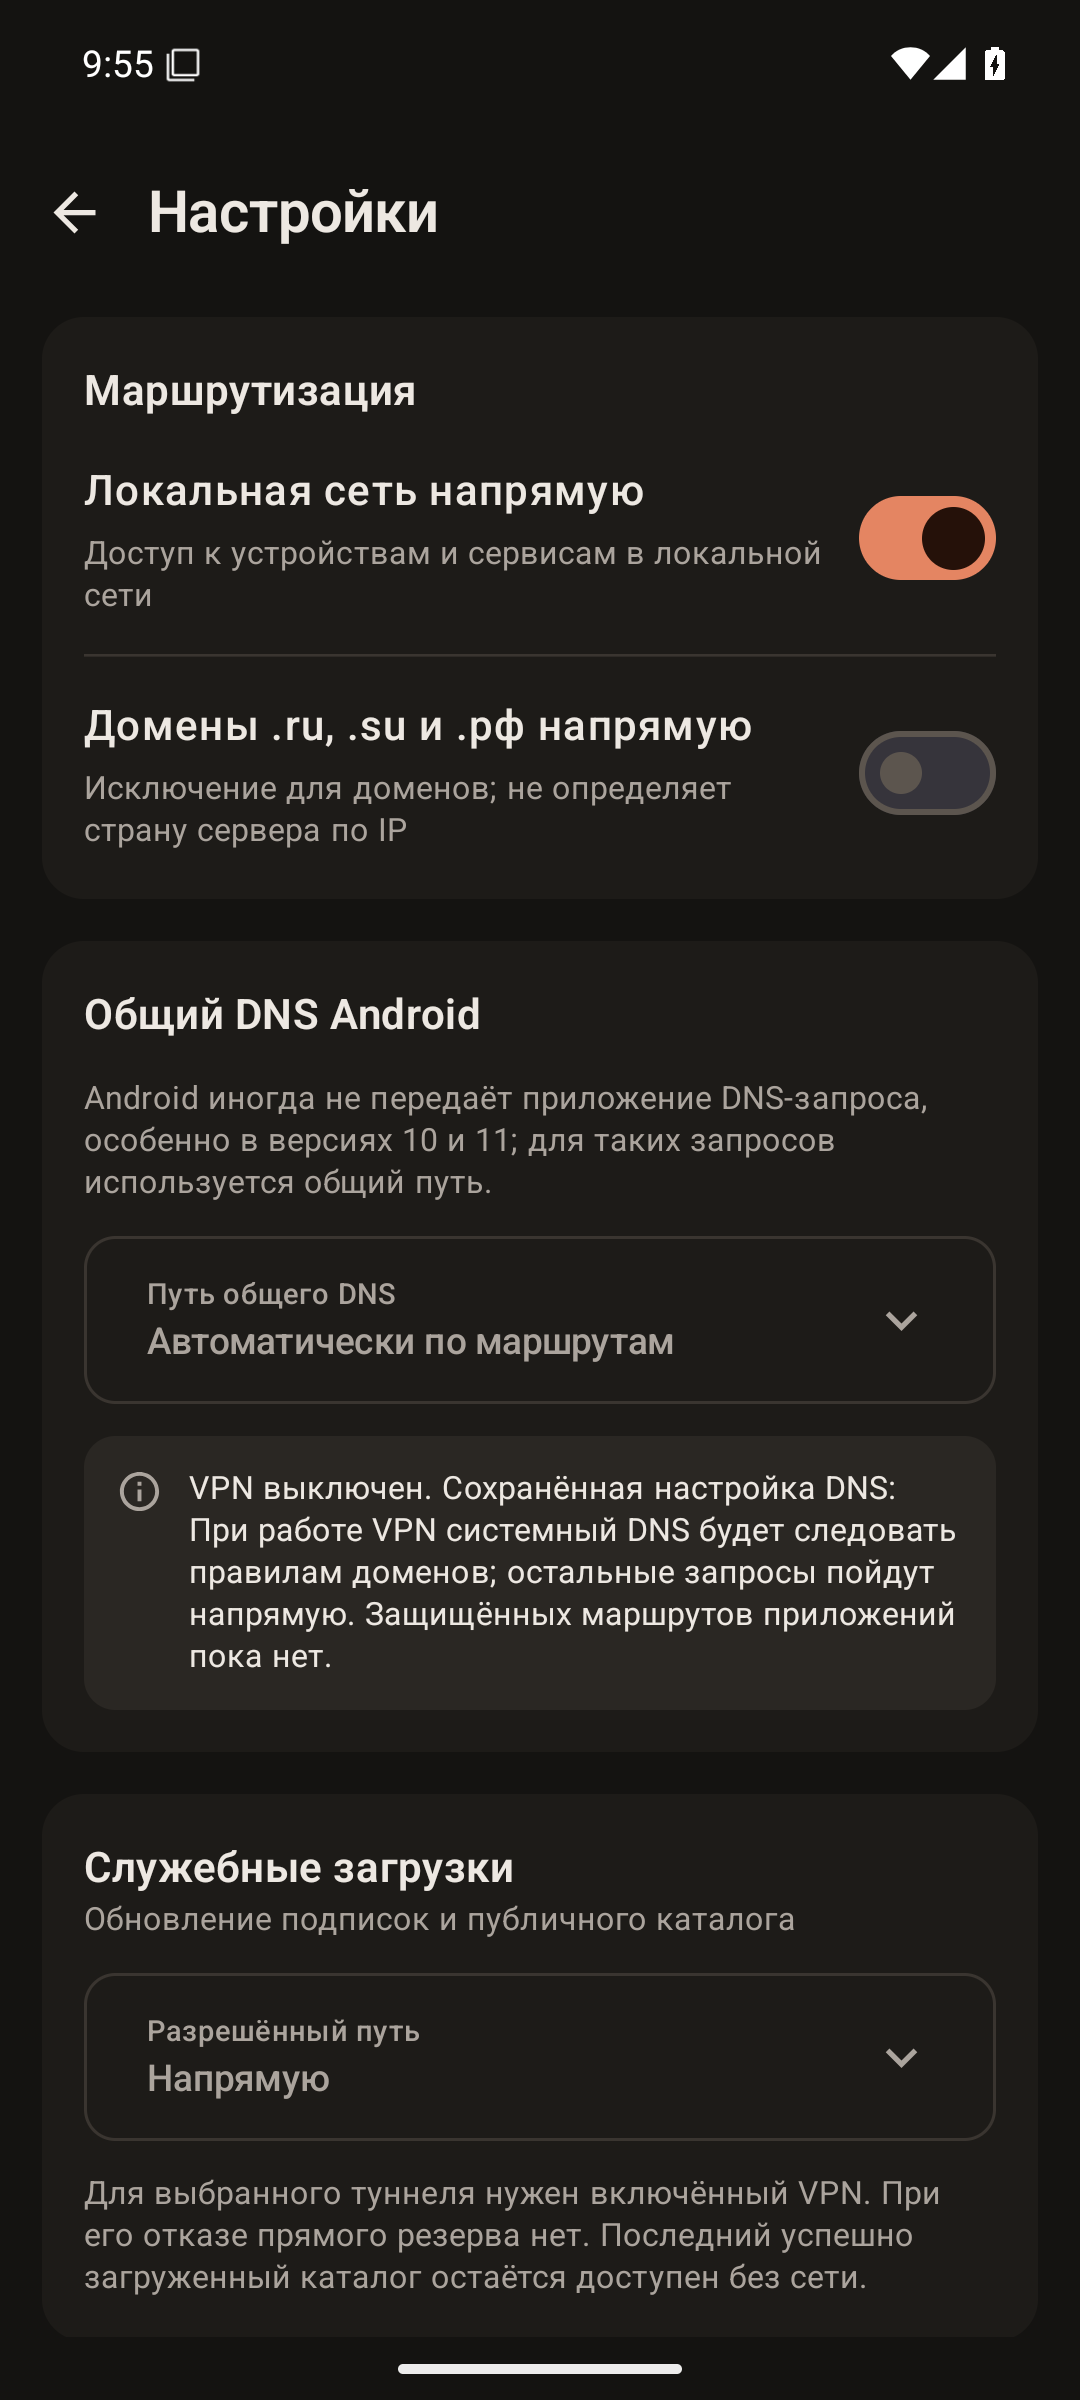 9:55
Настройки
Маршрутизация
Локальная сеть напрямую
Доступ к устройствам и сервисам в локальной
сети
Домены .ru, .su и .рф напрямую
Исключение для доменов; не определяет
страну сервера по IP
Общий DNS Android
Android иногда не передаёт приложение DNS-запроса,
особенно в версиях 10 и 11; для таких запросов
используется общий путь.
Путь общего DNS
Автоматически по маршрутам
VPN выключен. Сохранённая настройка DNS:
При работе VPN системный DNS будет следовать
правилам доменов; остальные запросы пойдут
напрямую. Защищённых маршрутов приложений
пока нет.
Служебные загрузки
Обновление подписок и публичного каталога
Разрешённый путь
Напрямую
Для выбранного туннеля нужен включённый VPN. При
его отказе прямого резерва нет. Последний успешно
загруженный каталог остаётся доступен без сети.